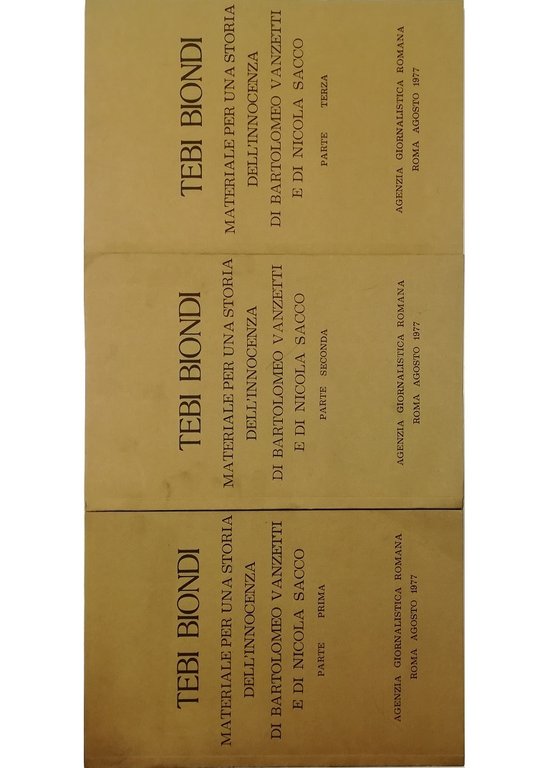 TEBI BIONDI
MATERIALE PER UNA STORIA
DELL'INNOCENZA
DI BARTOLOMEO VANZETTI
E DI NICOLA SACCO
PARTE PRIMA
AGENZIA GIORNALISTICA ROMANA
ROMA AGOSTO 1977
TEBI BIONDI
MATERIALE PER UNA STORIA
DELL'INNOCENZA
DI BARTOLOMEO VANZETTI
E DI NICOLA SACCO
PARTE SECONDA
AGENZIA GIORNALISTICA ROMANA
ROMA AGOSTO 1977
TEBI BIONDI
MATERIALE PER UNA STORIA
DELL'INNOCENZA
DI BARTOLOMEO VANZETTI
E DI NICOLA SACCO
PARTE TERZA
AGENZIA GIORNALISTICA ROMANA
ROMA AGOSTO 1977